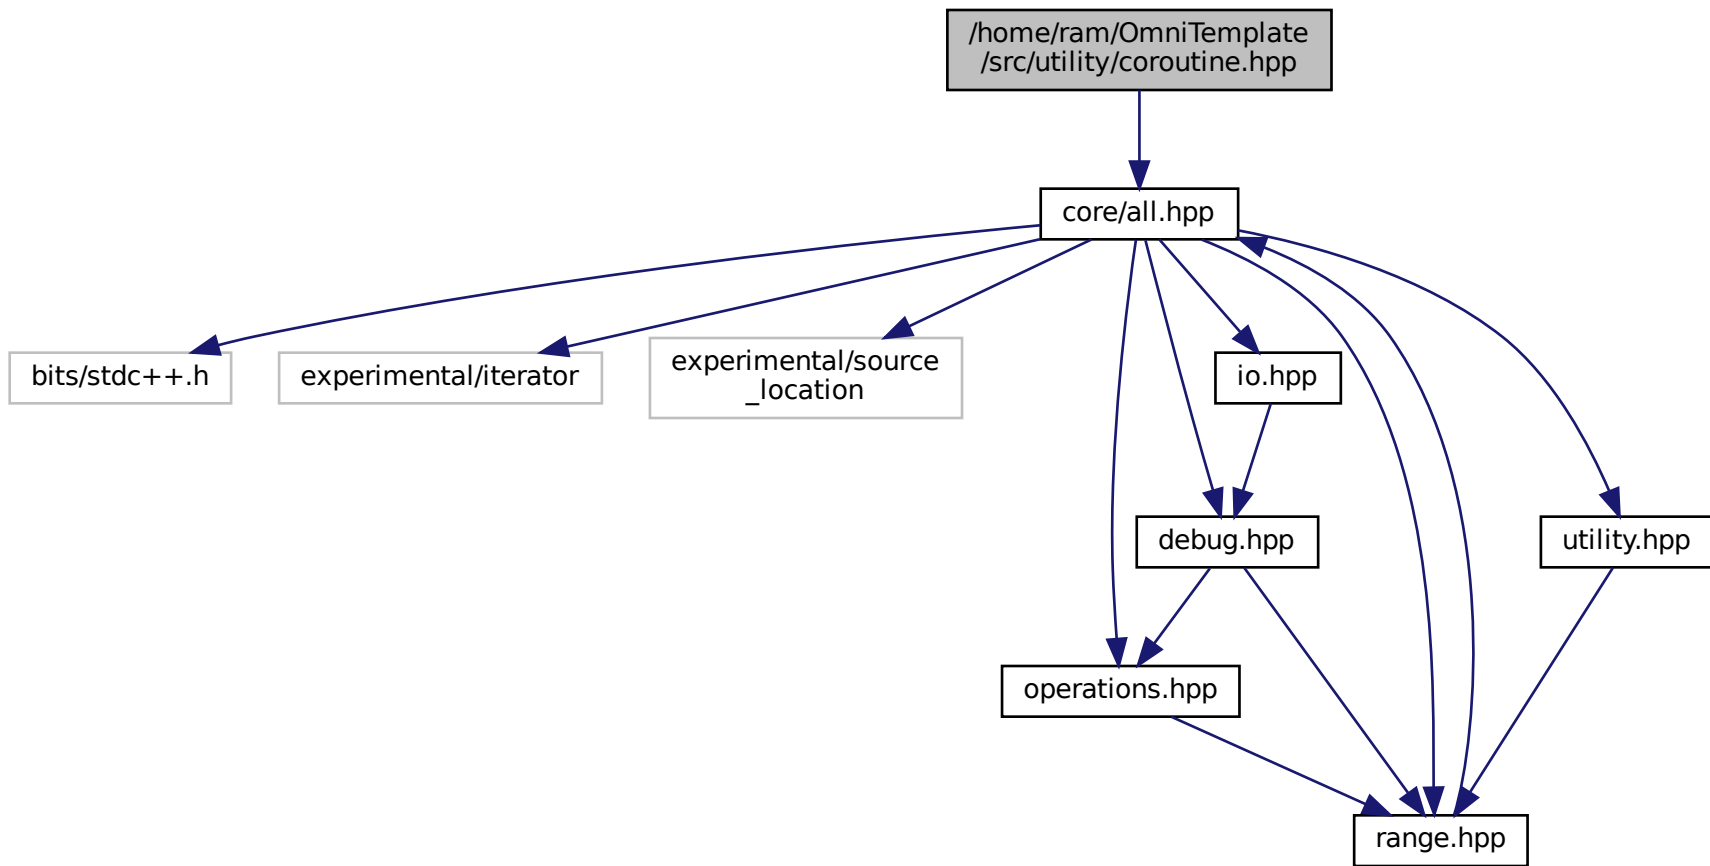 /home/ram/OmniTemplate
/src/utility/coroutine.hpp
core/all.hpp
bits/stdc++.h
experimental/iterator
experimental/source
_location
io.hpp
debug.hpp
utility.hpp
operations.hpp
range.hpp